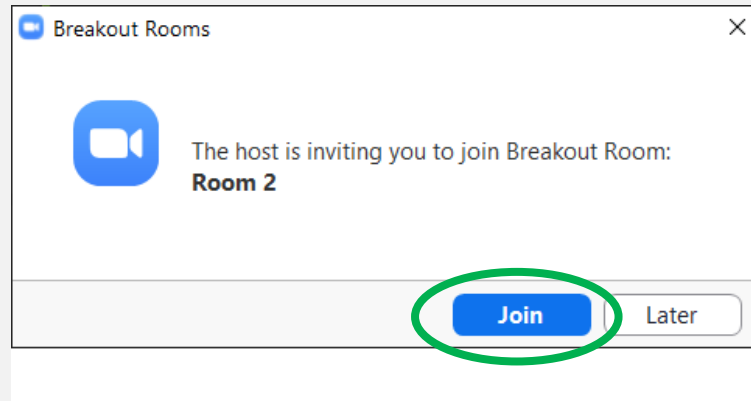 Breakout Rooms
The host is inviting you to join Breakout Room:
Room 2
Join
Later